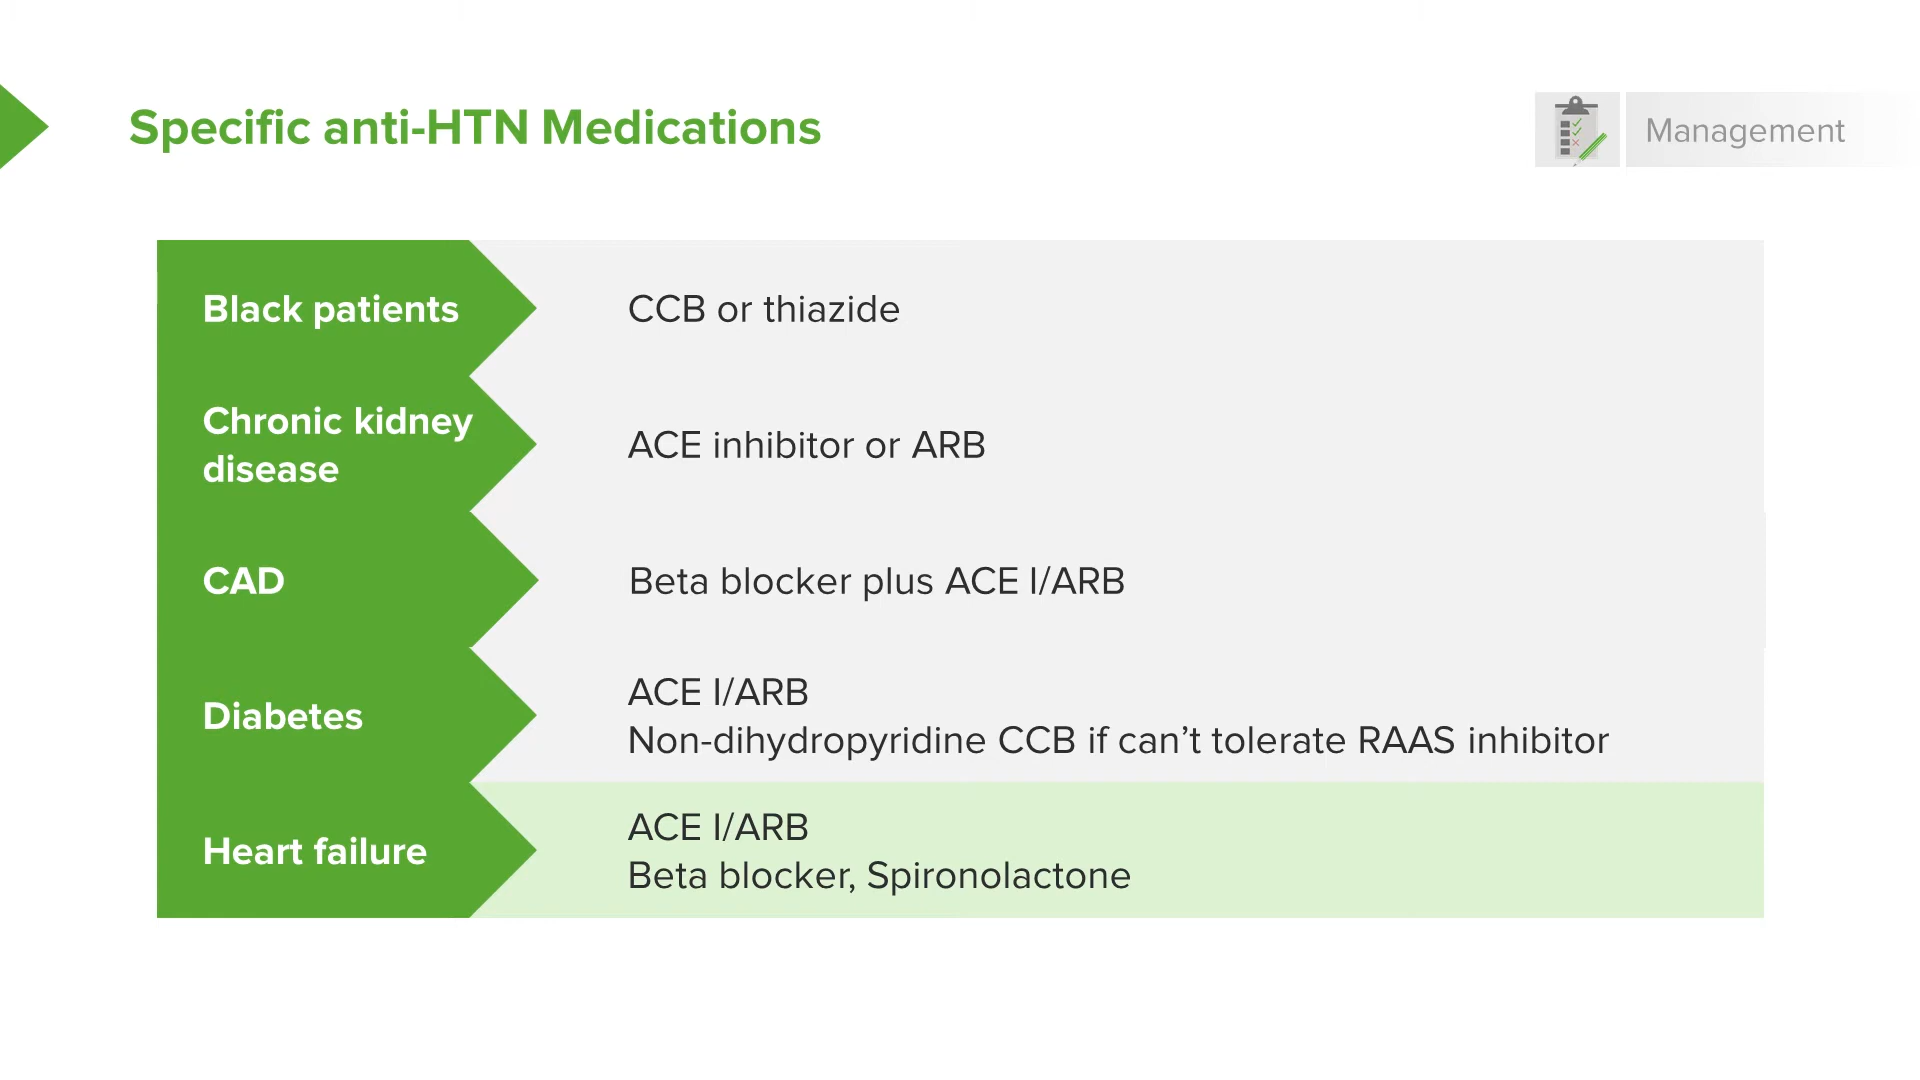 Specific anti-HTN Medications
Management
Black patients
CCB or thiazide
Chronic kidney
disease
ACE inhibitor or ARB
CAD
Beta blocker plus ACE I/ARB
Diabetes
ACE I/ARB
Non-dihydropyridine CCB if can't tolerate RAAS inhibitor
Heart failure
ACE I/ARB
Beta blocker, Spironolactone